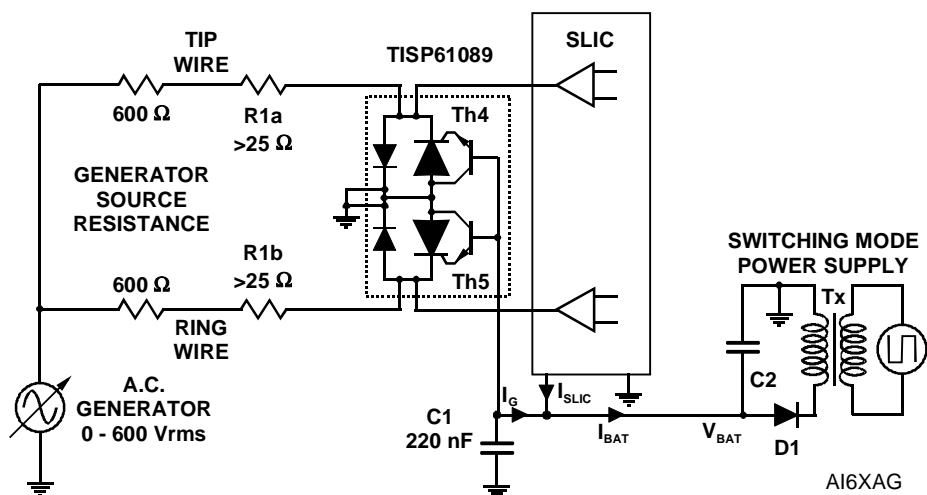 TIP
WIRE
600 Ω
R1a
>25 Ω
TISP61089
Th4
SLIC
GENERATOR
SOURCE
RESISTANCE
R1b
>25 Ω
600 Ω
RING
WIRE
Th5
A.C.
GENERATOR
0 - 600 Vrms
C1
220 nF
IG
ISLIC
IBAT
VBAT
SWITCHING MODE
POWER SUPPLY
Tx
C2
D1
AI6XAG